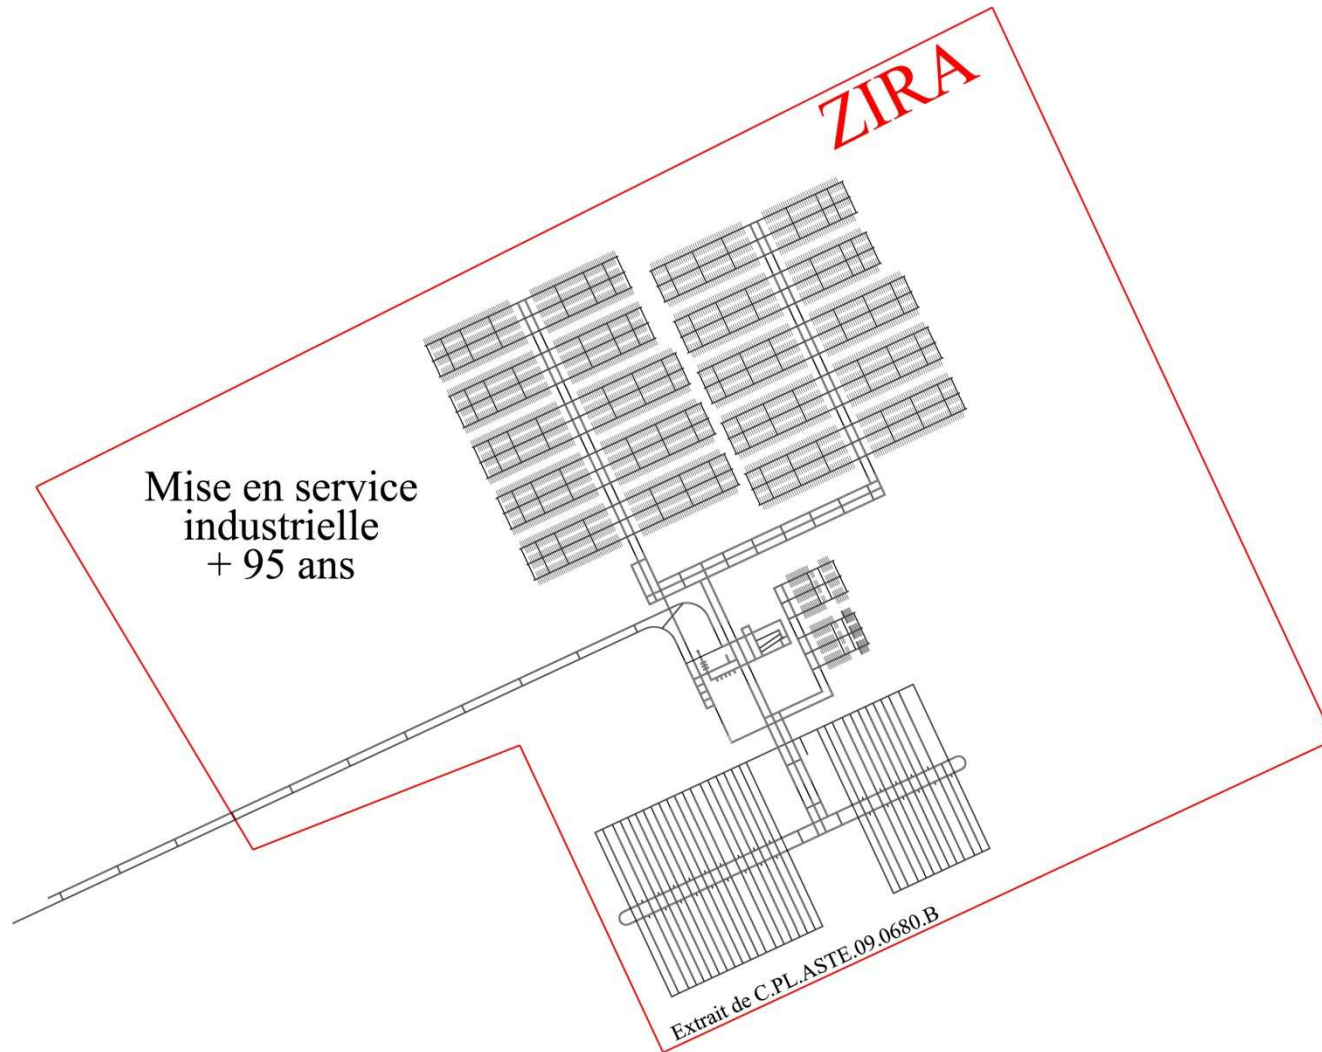 ZIRA
Mise en service
industrielle
+ 95 ans
Extrait de C.PL.ASTE.09.0680.B